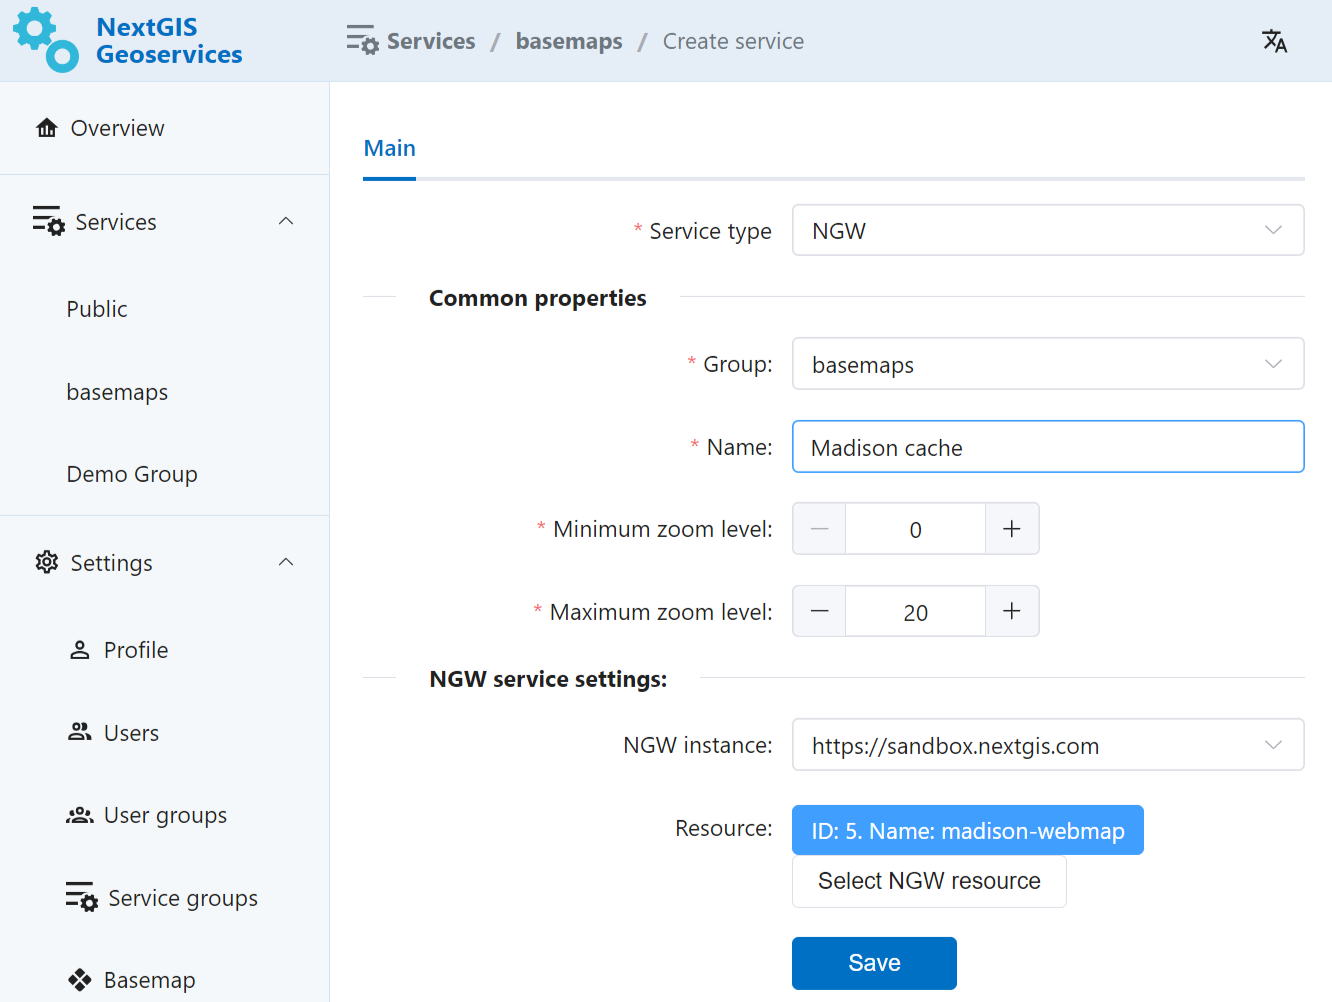 NextGIS
Geoservices
Services / basemaps / Create service
Overview
Services
Public
basemaps
Demo Group
Settings
Profile
Users
User groups
Service groups
Basemap
Main
* Service type NGW
Common properties
* Group: basemaps
* Name: Madison cache
* Minimum zoom level: − 0 +
* Maximum zoom level: − 20 +
NGW service settings:
NGW instance: https://sandbox.nextgis.com
Resource: ID: 5. Name: madison-webmap
Select NGW resource
Save